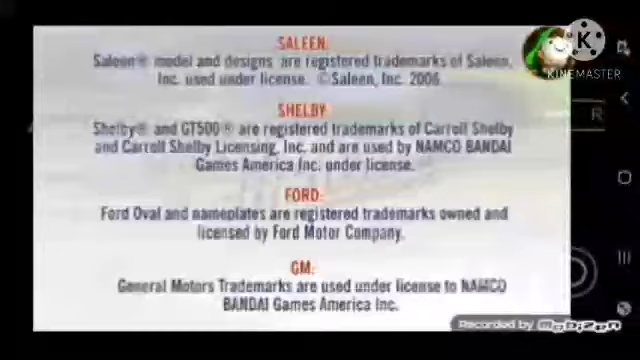 SALEEN:
Saleen® model and designs are registered trademarks of Saleen,
Inc. used under license. ©Saleen, Inc. 2006.
SHELBY
Shelby® and GT500® are registered trademarks of Carroll Shelby
and Carroll Shelby Licensing, Inc. and are used by NAMCO BANDAI
Games America Inc. under license.
FORD:
Ford Oval and nameplates are registered trademarks owned and
licensed by Ford Motor Company.
GM:
General Motors Trademarks are used under license to NAMCO
BANDAI Games America Inc.
K
KINEMASTER
R
Recorded by MobiZen